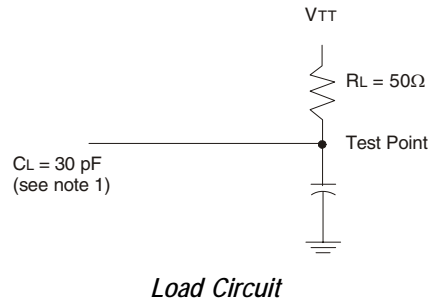 VTT
RL = 50Ω
Test Point
CL = 30 pF
(see note 1)
Load Circuit